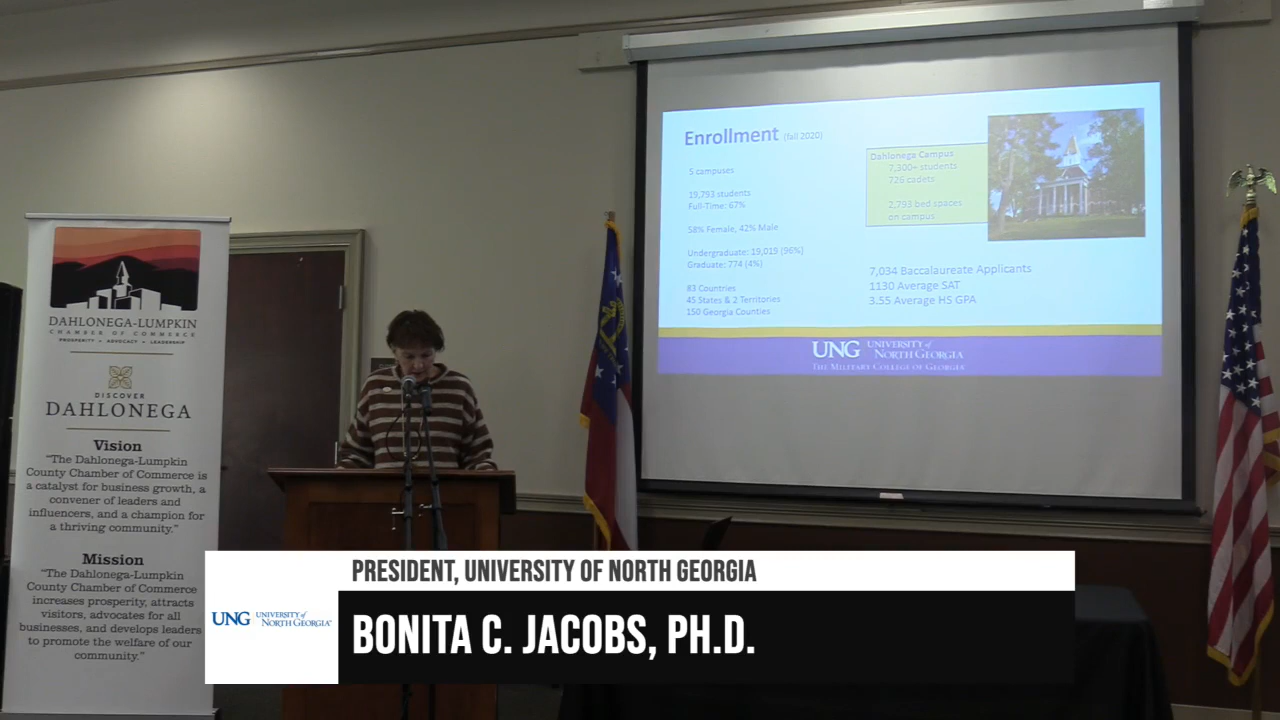 DAHLONEGA-LUMPKIN
CHAMBER OF COMMERCE
PROSPERITY • ADVOCACY • LEADERSHIP
DISCOVER
DAHLONEGA
Vision
"The Dahlonega-Lumpkin
County Chamber of Commerce is
a catalyst for business growth, a
convener of leaders and
influencers, and a champion for
a thriving community."
Mission
"The Dahlonega-Lumpkin
County Chamber of Commerce
increases prosperity, attracts
visitors, advocates for all
businesses, and develops leaders
to promote the welfare of our
community."
Enrollment (fall 2020)
5 campuses
19,793 students
Full-Time: 67%
58% Female, 42% Male
Undergraduate: 19,019 (96%)
Graduate: 774 (4%)
83 Countries
45 States & 2 Territories
150 Georgia Counties
Dahlonega Campus
7,300+ students
726 cadets
2,793 bed spaces
on campus
7,034 Baccalaureate Applicants
1130 Average SAT
3.55 Average HS GPA
UNG UNIVERSITY of
NORTH GEORGIA
THE MILITARY COLLEGE OF GEORGIA
PRESIDENT, UNIVERSITY OF NORTH GEORGIA
UNG UNIVERSITY of
NORTH GEORGIA
BONITA C. JACOBS, PH.D.